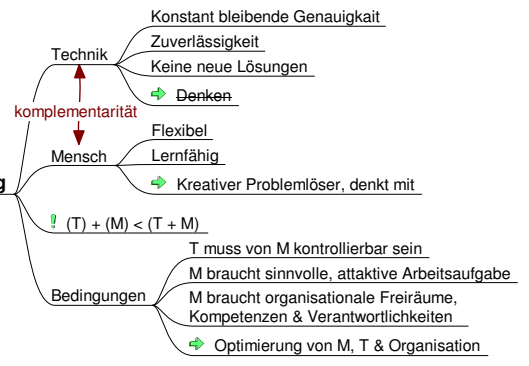 Konstant bleibende Genauigkait
Zuverlässigkeit
Technik
Keine neue Lösungen
Denken
komplementarität
Flexibel
Mensch
Lernfähig
Kreativer Problemlöser, denkt mit
g
(T) + (M) < (T + M)
T muss von M kontrollierbar sein
M braucht sinnvolle, attaktive Arbeitsaufgabe
Bedingungen
M braucht organisationale Freiräume,
Kompetenzen & Verantwortlichkeiten
Optimierung von M, T & Organisation